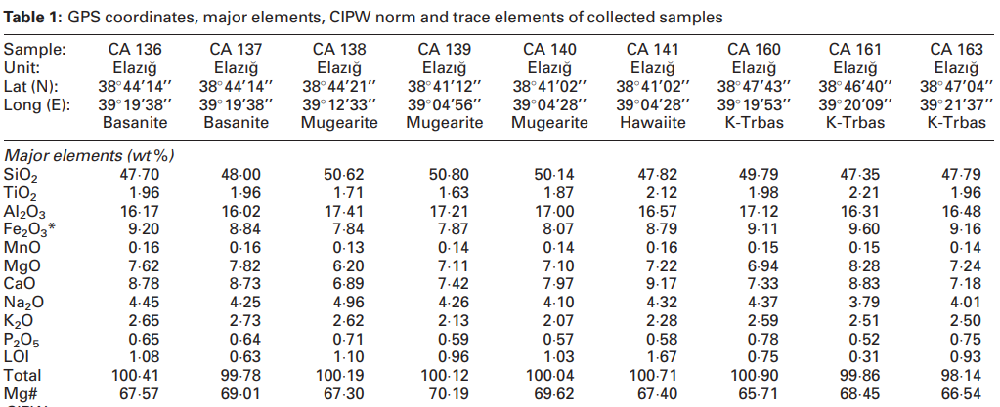 Table 1: GPS coordinates, major elements, CIPW norm and trace elements of collected samples
Sample: CA 136 CA 137 CA 138 CA 139 CA 140 CA 141 CA 160 CA 161 CA 163
Unit: Elazığ Elazığ Elazığ Elazığ Elazığ Elazığ Elazığ Elazığ Elazığ
Lat (N): 38°44′14′′ 38°44′14′′ 38°44′21′′ 38°41′12′′ 38°41′02′′ 38°41′02′′ 38°47′43′′ 38°46′40′′ 38°47′04′′
Long (E): 39°19′38′′ 39°19′38′′ 39°12′33′′ 39°04′56′′ 39°04′28′′ 39°04′28′′ 39°19′53′′ 39°20′09′′ 39°21′37′′
Basanite Basanite Mugearite Mugearite Mugearite Hawaiite K-Trbas K-Trbas K-Trbas
Major elements (wt %)
SiO₂ 47·70 48·00 50·62 50·80 50·14 47·82 49·79 47·35 47·79
TiO₂ 1·96 1·96 1·71 1·63 1·87 2·12 1·98 2·21 1·96
Al₂O₃ 16·17 16·02 17·41 17·21 17·00 16·57 17·12 16·31 16·48
Fe₂O₃* 9·20 8·84 7·84 7·87 8·07 8·79 9·11 9·60 9·16
MnO 0·16 0·16 0·13 0·14 0·14 0·16 0·15 0·15 0·14
MgO 7·62 7·82 6·20 7·11 7·10 7·22 6·94 8·28 7·24
CaO 8·78 8·73 6·89 7·42 7·97 9·17 7·33 8·83 7·18
Na₂O 4·45 4·25 4·96 4·26 4·10 4·32 4·37 3·79 4·01
K₂O 2·65 2·73 2·62 2·13 2·07 2·28 2·59 2·51 2·50
P₂O₅ 0·65 0·64 0·71 0·59 0·57 0·58 0·78 0·52 0·75
LOI 1·08 0·63 1·10 0·96 1·03 1·67 0·75 0·31 0·93
Total 100·41 99·78 100·19 100·12 100·04 100·71 100·90 99·86 98·14
Mg# 67·57 69·01 67·30 70·19 69·62 67·40 65·71 68·45 66·54